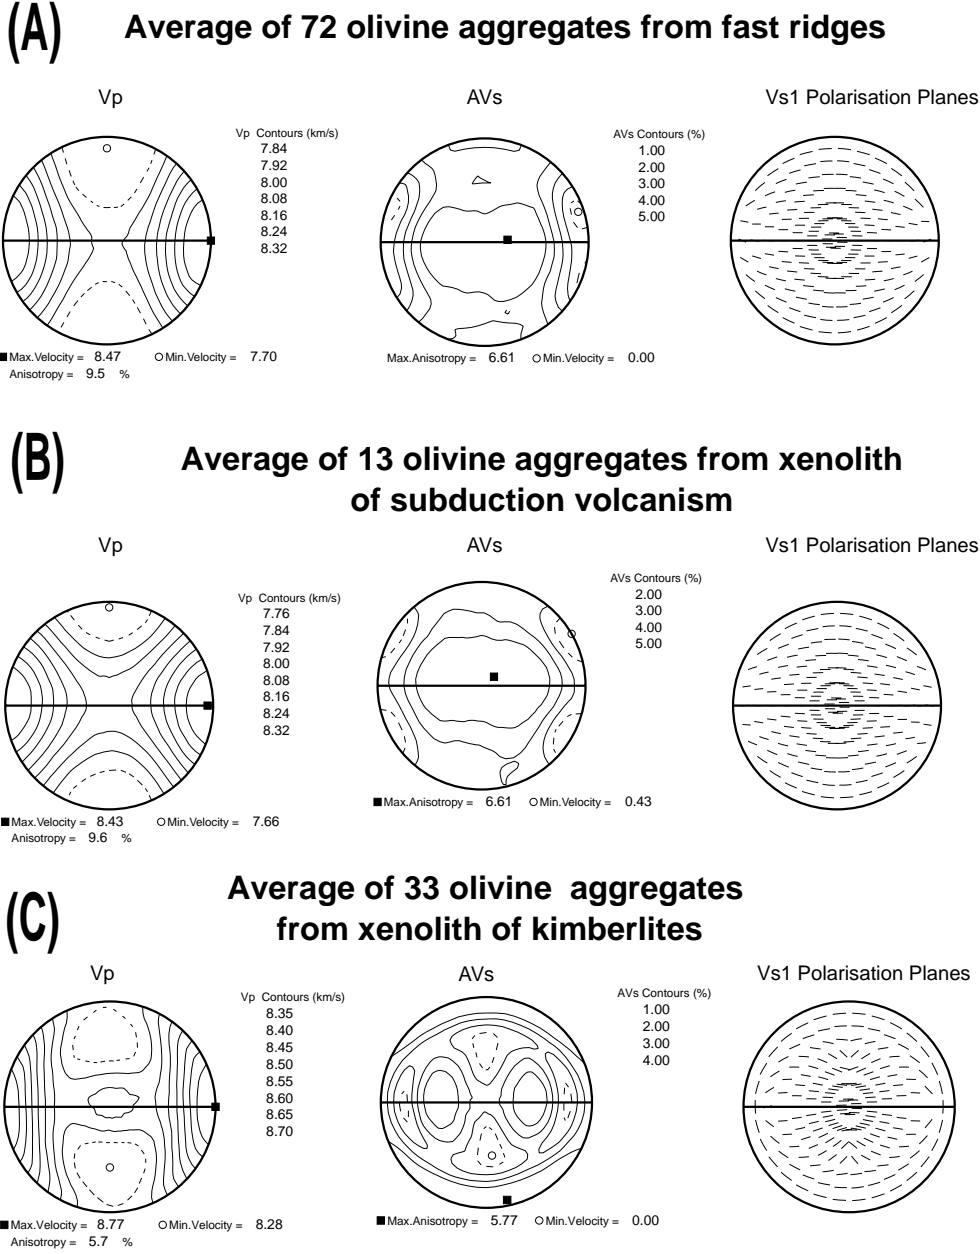 (A)
Average of 72 olivine aggregates from fast ridges
Vp
AVs
Vs1 Polarisation Planes
Vp Contours (km/s)
7.84
7.92
8.00
8.08
8.16
8.24
8.32
AVs Contours (%)
1.00
2.00
3.00
4.00
5.00
Max.Velocity = 8.47 Min.Velocity = 7.70
Anisotropy = 9.5 %
Max.Anisotropy = 6.61 Min.Velocity = 0.00
(B)
Average of 13 olivine aggregates from xenolith
of subduction volcanism
Vp
AVs
Vs1 Polarisation Planes
Vp Contours (km/s)
7.76
7.84
7.92
8.00
8.08
8.16
8.24
8.32
AVs Contours (%)
2.00
3.00
4.00
5.00
Max.Velocity = 8.43 Min.Velocity = 7.66
Anisotropy = 9.6 %
Max.Anisotropy = 6.61 Min.Velocity = 0.43
(C)
Average of 33 olivine aggregates
from xenolith of kimberlites
Vp
AVs
Vs1 Polarisation Planes
Vp Contours (km/s)
8.35
8.40
8.45
8.50
8.55
8.60
8.65
8.70
AVs Contours (%)
1.00
2.00
3.00
4.00
Max.Velocity = 8.77 Min.Velocity = 8.28
Anisotropy = 5.7 %
Max.Anisotropy = 5.77 Min.Velocity = 0.00